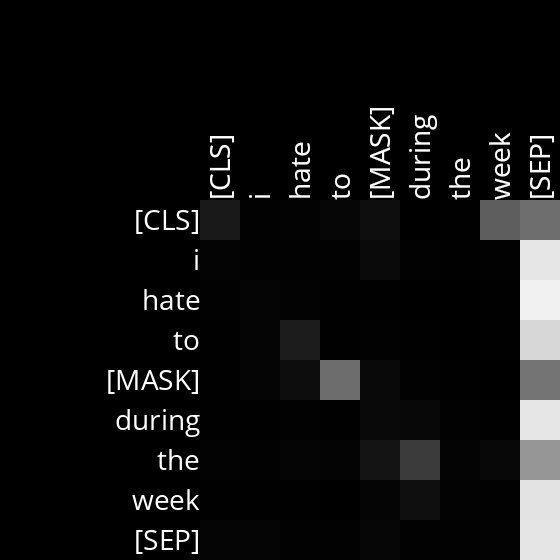 [CLS] i hate to [MASK] during the week [SEP]
[CLS]
i
hate
to
[MASK]
during
the
week
[SEP]